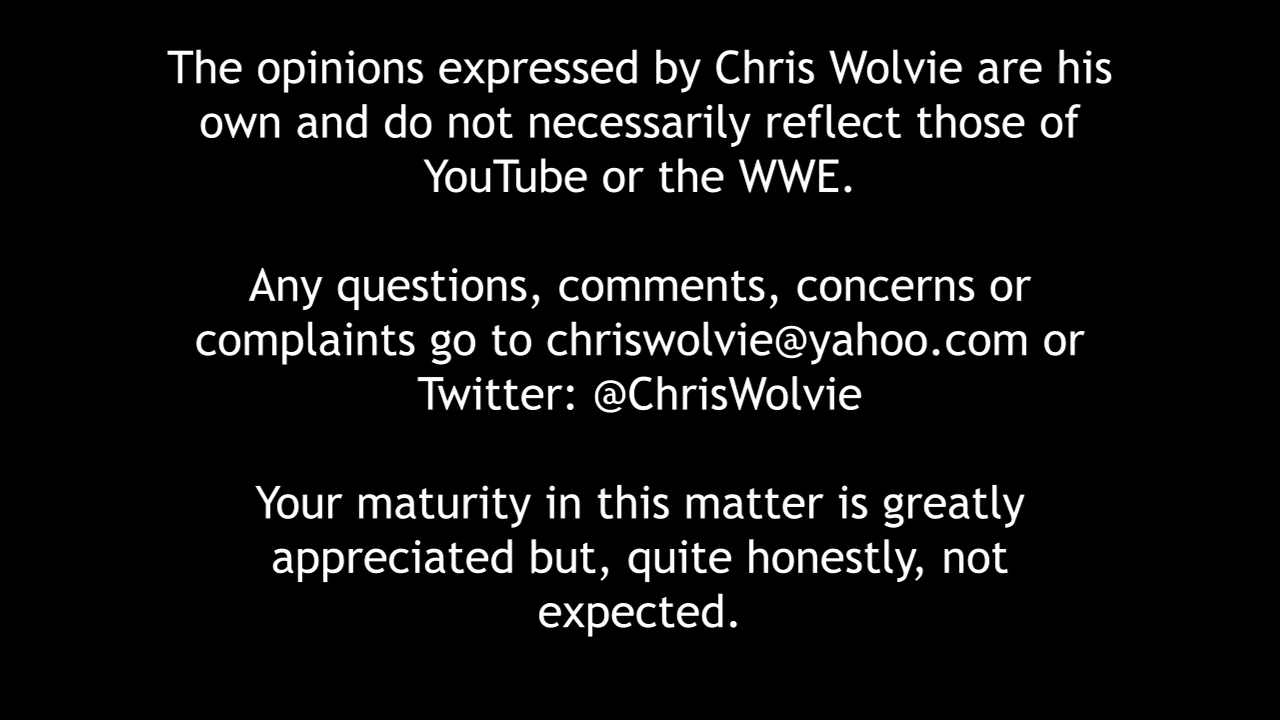 The opinions expressed by Chris Wolvie are his
own and do not necessarily reflect those of
YouTube or the WWE.
Any questions, comments, concerns or
complaints go to chriswolvie@yahoo.com or
Twitter: @ChrisWolvie
Your maturity in this matter is greatly
appreciated but, quite honestly, not
expected.